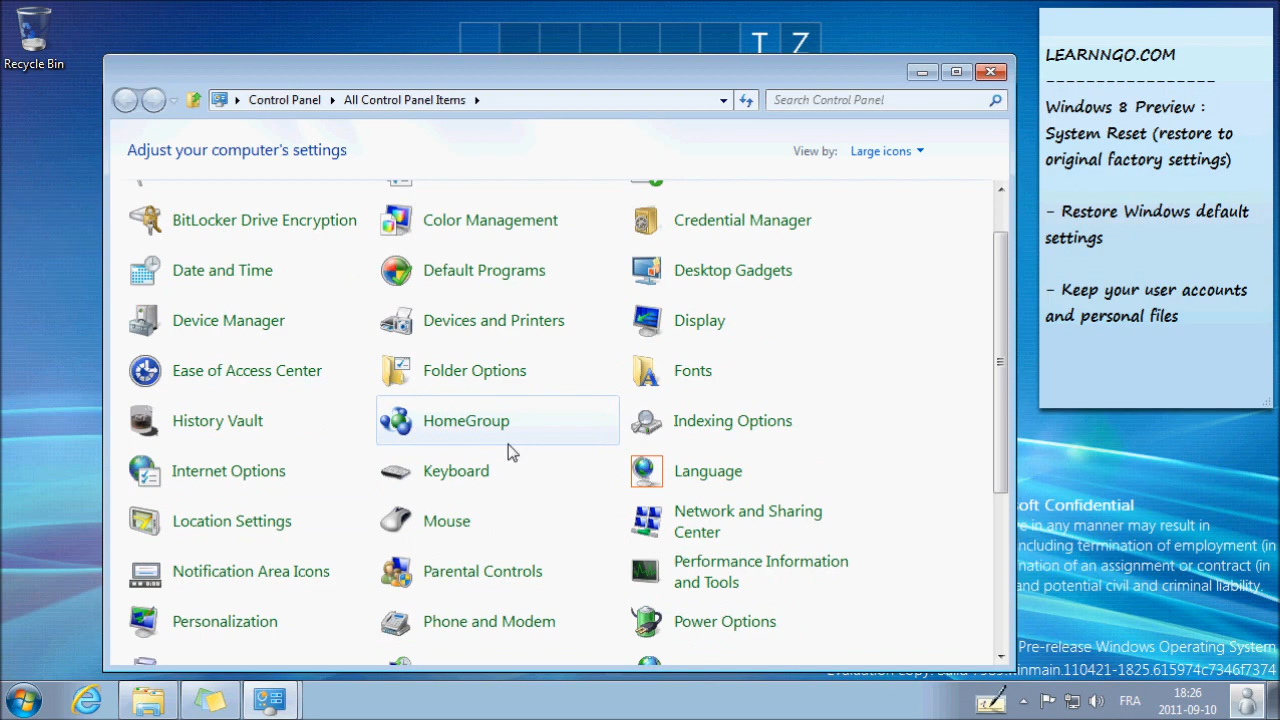 T Z
Recycle Bin
Control Panel
All Control Panel Items
Search Control Panel
Adjust your computer's settings
View by:
Large icons
BitLocker Drive Encryption
Color Management
Credential Manager
Date and Time
Default Programs
Desktop Gadgets
Device Manager
Devices and Printers
Display
Ease of Access Center
Folder Options
Fonts
History Vault
HomeGroup
Indexing Options
Internet Options
Keyboard
Language
Location Settings
Mouse
Network and Sharing
Center
Notification Area Icons
Parental Controls
Performance Information
and Tools
Personalization
Phone and Modem
Power Options
LEARNNGO.COM
-----------------
Windows 8 Preview :
System Reset (restore to
original factory settings)
- Restore Windows default
settings
- Keep your user accounts
and personal files
soft Confidential
e in any manner may result in
ncluding termination of employment (in
nation of an assignment or contract (in
and potential civil and criminal liability.
Pre-release Windows Operating System
winmain.110421-1825.615974c7346f7374
FRA
18:26
2011-09-10